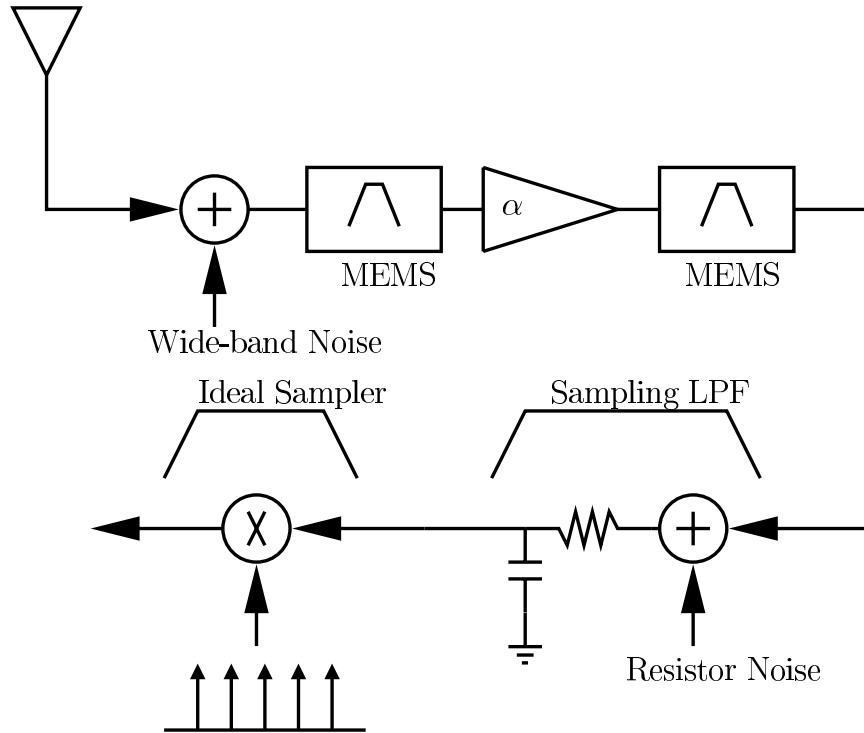 α
MEMS
MEMS
Wide-band Noise
Ideal Sampler
Sampling LPF
Resistor Noise